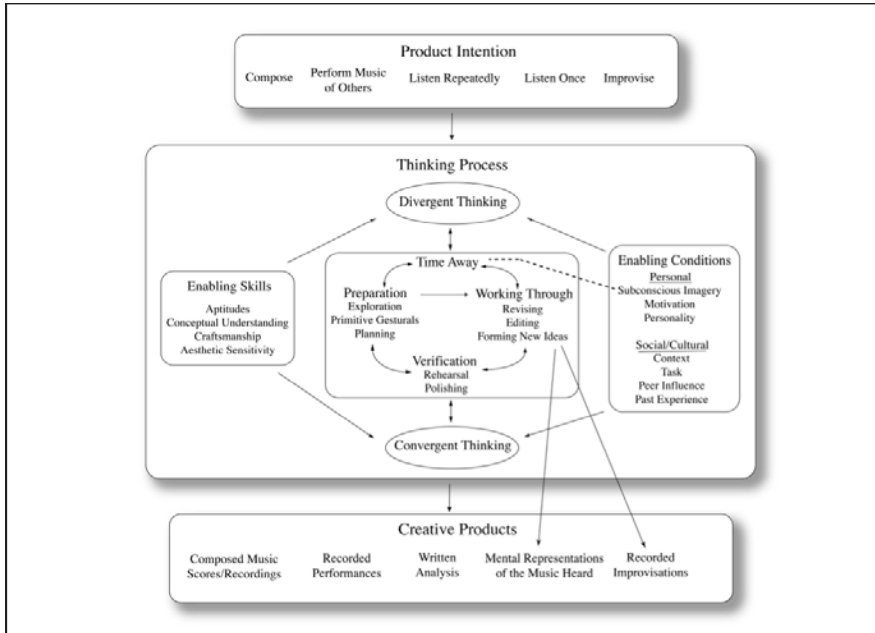 Product Intention
Compose
Perform Music
of Others
Listen Repeatedly
Listen Once
Improvise
Thinking Process
Divergent Thinking
Enabling Skills
Aptitudes
Conceptual Understanding
Craftsmanship
Aesthetic Sensitivity
Time Away
Preparation
Exploration
Primitive Gesturals
Planning
Working Through
Revising
Editing
Forming New Ideas
Verification
Rehearsal
Polishing
Enabling Conditions
Personal
Subconscious Imagery
Motivation
Personality
Social/Cultural
Context
Task
Peer Influence
Past Experience
Convergent Thinking
Creative Products
Composed Music
Scores/Recordings
Recorded
Performances
Written
Analysis
Mental Representations
of the Music Heard
Recorded
Improvisations